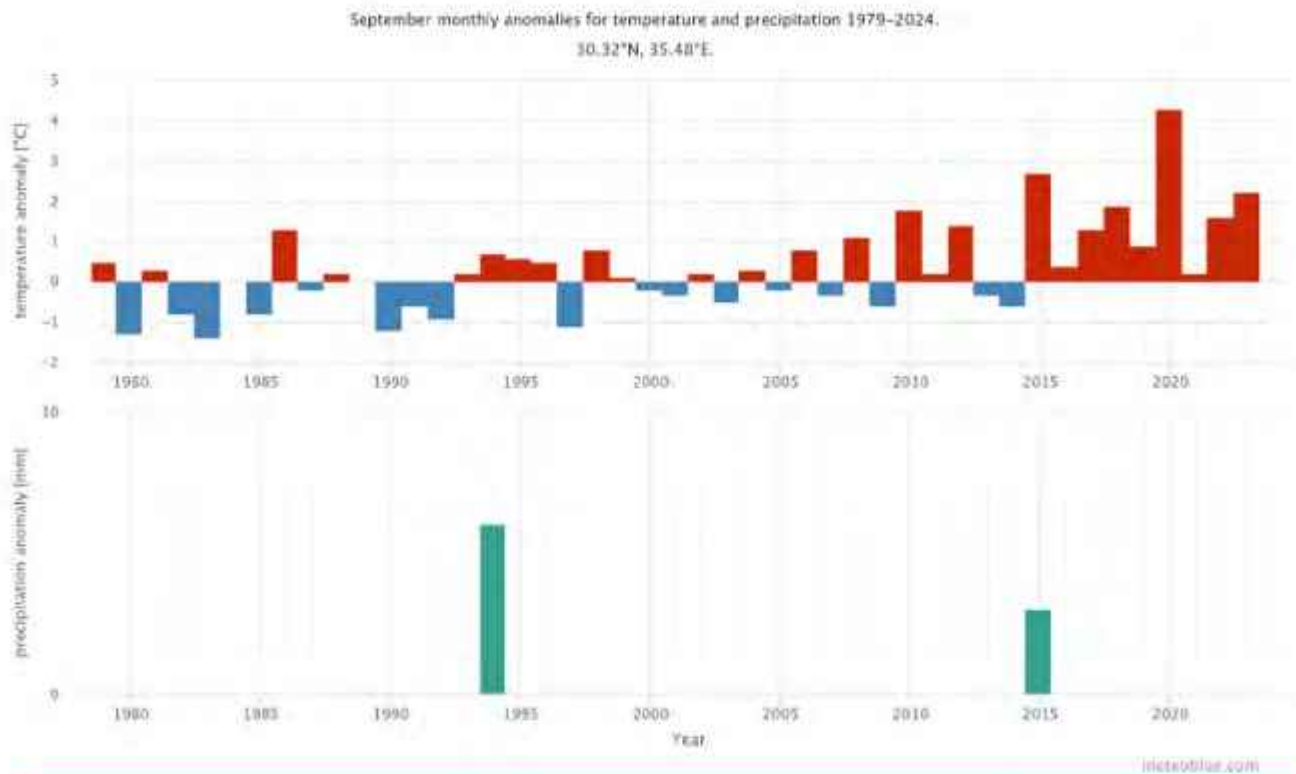 September monthly anomalies for temperature and precipitation 1979–2024.
30.32°N, 35.48°E.
temperature anomaly [°C]
5
4
3
2
1
0
-1
-2
1980 1985 1990 1995 2000 2005 2010 2015 2020
precipitation anomaly [mm]
10
0
1980 1985 1990 1995 2000 2005 2010 2015 2020
Year
meteoblue.com